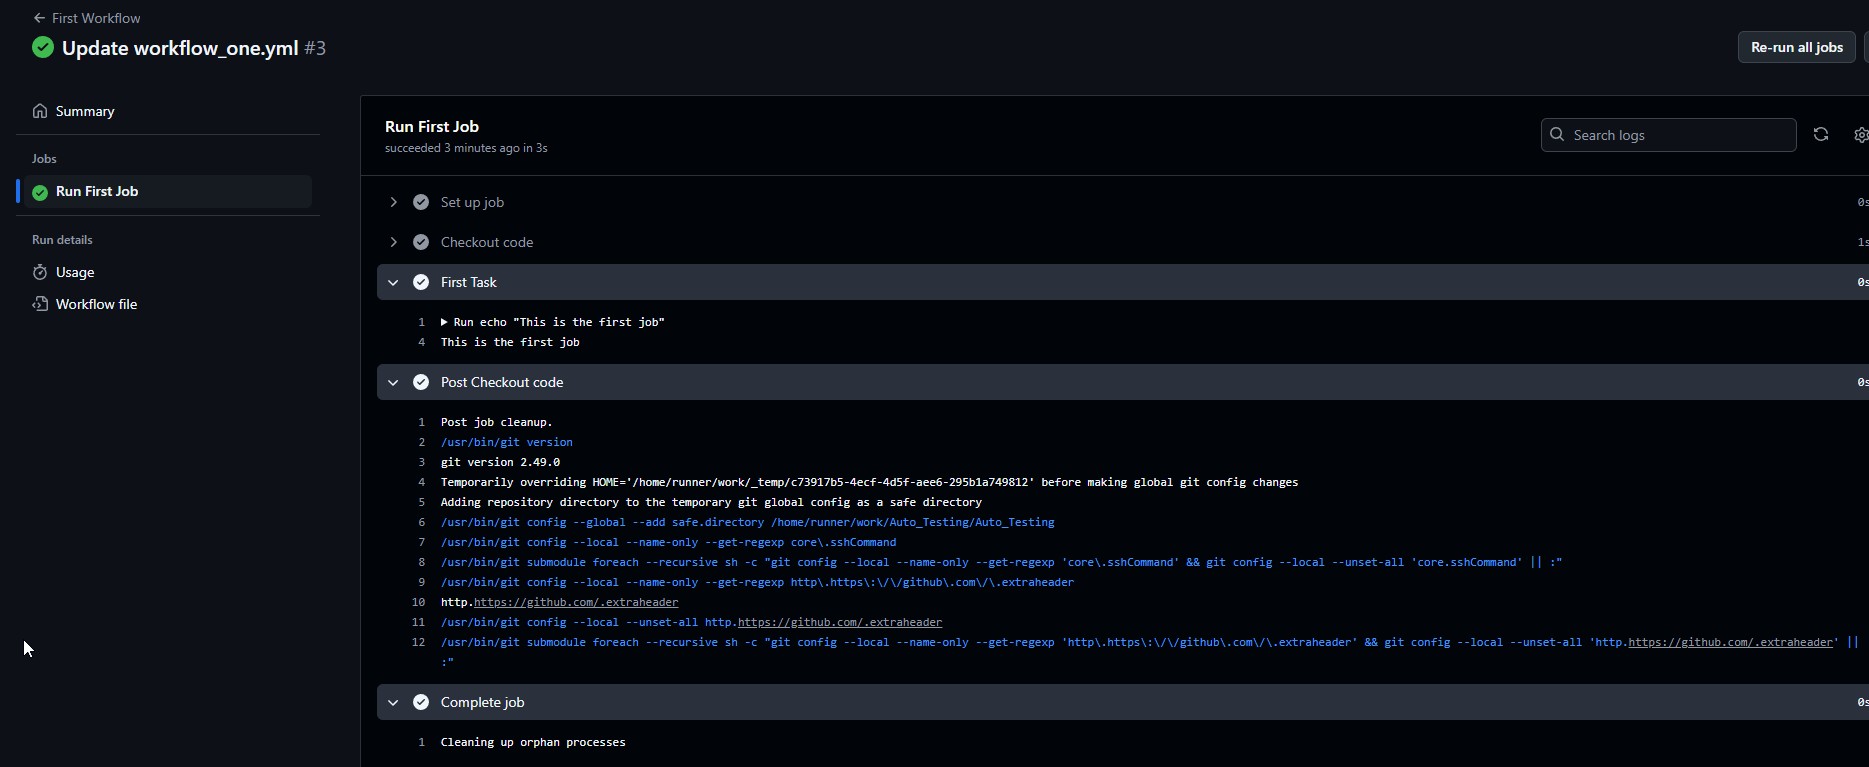 First Workflow
Update workflow_one.yml #3
Re-run all jobs
Summary
Jobs
Run First Job
Run details
Usage
Workflow file
Run First Job
succeeded 3 minutes ago in 3s
Search logs
Set up job
0s
Checkout code
1s
First Task
0s
1 ▶ Run echo "This is the first job"
4 This is the first job
Post Checkout code
0s
1 Post job cleanup.
2 /usr/bin/git version
3 git version 2.49.0
4 Temporarily overriding HOME='/home/runner/work/_temp/c73917b5-4ecf-4d5f-aee6-295b1a749812' before making global git config changes
5 Adding repository directory to the temporary git global config as a safe directory
6 /usr/bin/git config --global --add safe.directory /home/runner/work/Auto_Testing/Auto_Testing
7 /usr/bin/git config --local --name-only --get-regexp core\.sshCommand
8 /usr/bin/git submodule foreach --recursive sh -c "git config --local --name-only --get-regexp 'core\.sshCommand' && git config --local --unset-all 'core.sshCommand' || :"
9 /usr/bin/git config --local --name-only --get-regexp http\.https\:\/\/github\.com\/\.extraheader
10 http.https://github.com/.extraheader
11 /usr/bin/git config --local --unset-all http.https://github.com/.extraheader
12 /usr/bin/git submodule foreach --recursive sh -c "git config --local --name-only --get-regexp 'http\.https\:\/\/github\.com\/\.extraheader' && git config --local --unset-all 'http.https://github.com/.extraheader' ||
:"
Complete job
0s
1 Cleaning up orphan processes